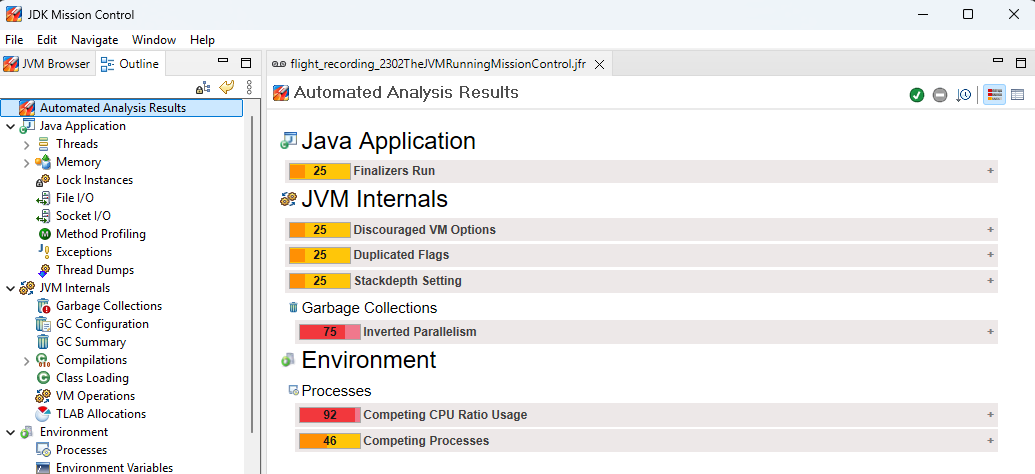 JDK Mission Control
File Edit Navigate Window Help
JVM Browser Outline
Automated Analysis Results
Java Application
Threads
Memory
Lock Instances
File I/O
Socket I/O
Method Profiling
Exceptions
Thread Dumps
JVM Internals
Garbage Collections
GC Configuration
GC Summary
Compilations
Class Loading
VM Operations
TLAB Allocations
Environment
Processes
Environment Variables
flight_recording_2302TheJVMRunningMissionControl.jfr
Automated Analysis Results
Java Application
25 Finalizers Run +
JVM Internals
25 Discouraged VM Options +
25 Duplicated Flags +
25 Stackdepth Setting +
Garbage Collections
75 Inverted Parallelism +
Environment
Processes
92 Competing CPU Ratio Usage +
46 Competing Processes +